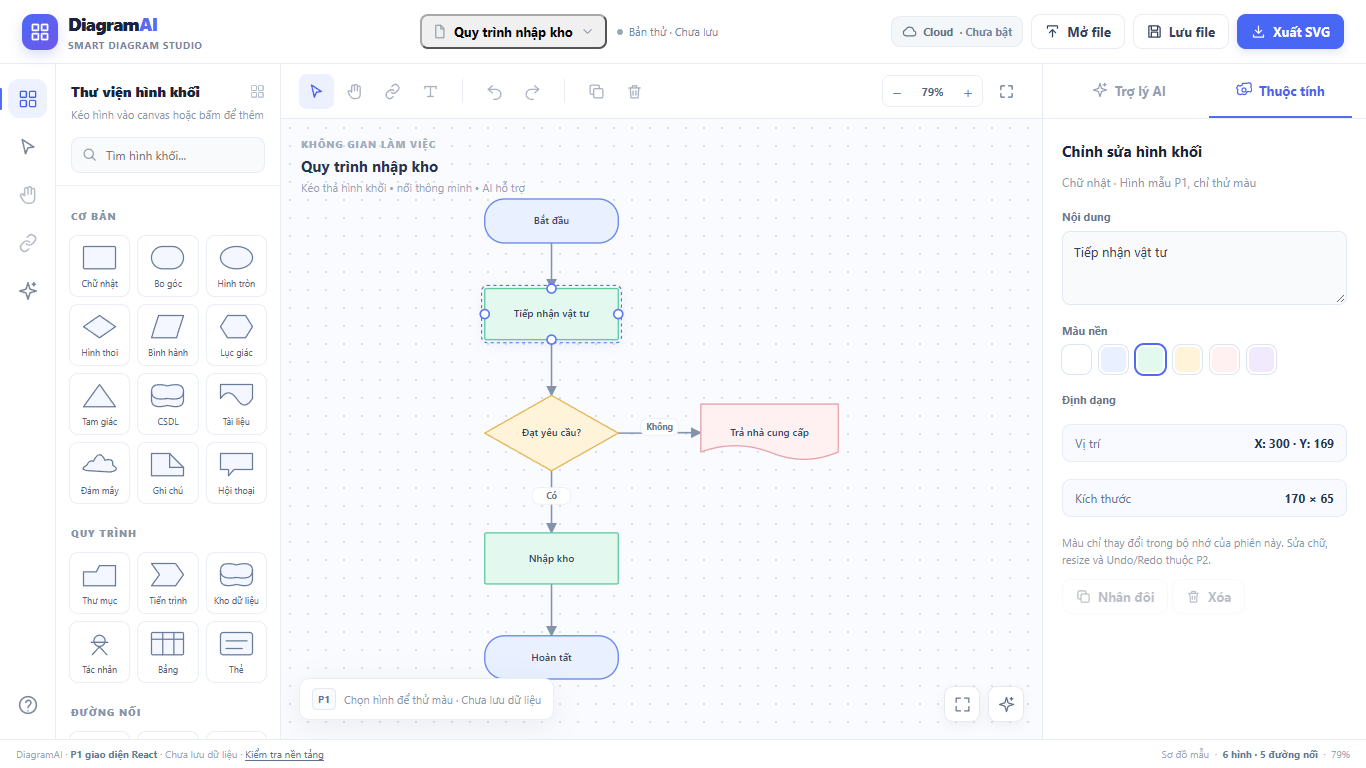 DiagramAI
SMART DIAGRAM STUDIO
Quy trình nhập kho
Bản thử · Chưa lưu
Cloud · Chưa bật
Mở file
Lưu file
Xuất SVG
Thư viện hình khối
Kéo hình vào canvas hoặc bấm để thêm
Tìm hình khối...
CƠ BẢN
Chữ nhật
Bo góc
Hình tròn
Hình thoi
Bình hành
Lục giác
Tam giác
CSDL
Tài liệu
Đám mây
Ghi chú
Hội thoại
QUY TRÌNH
Thư mục
Tiến trình
Kho dữ liệu
Tác nhân
Bảng
Thẻ
ĐƯỜNG NỐI
79%
KHÔNG GIAN LÀM VIỆC
Quy trình nhập kho
Kéo thả hình khối • nối thông minh • AI hỗ trợ
Bắt đầu
Tiếp nhận vật tư
Đạt yêu cầu?
Không
Trả nhà cung cấp
Có
Nhập kho
Hoàn tất
P1 Chọn hình để thử màu · Chưa lưu dữ liệu
Trợ lý AI
Thuộc tính
Chỉnh sửa hình khối
Chữ nhật · Hình mẫu P1, chỉ thử màu
Nội dung
Tiếp nhận vật tư
Màu nền
Định dạng
Vị trí X: 300 · Y: 169
Kích thước 170 × 65
Màu chỉ thay đổi trong bộ nhớ của phiên này. Sửa chữ,
resize và Undo/Redo thuộc P2.
Nhân đôi
Xóa
DiagramAI · P1 giao diện React · Chưa lưu dữ liệu · Kiểm tra nền tảng
Sơ đồ mẫu · 6 hình · 5 đường nối · 79%